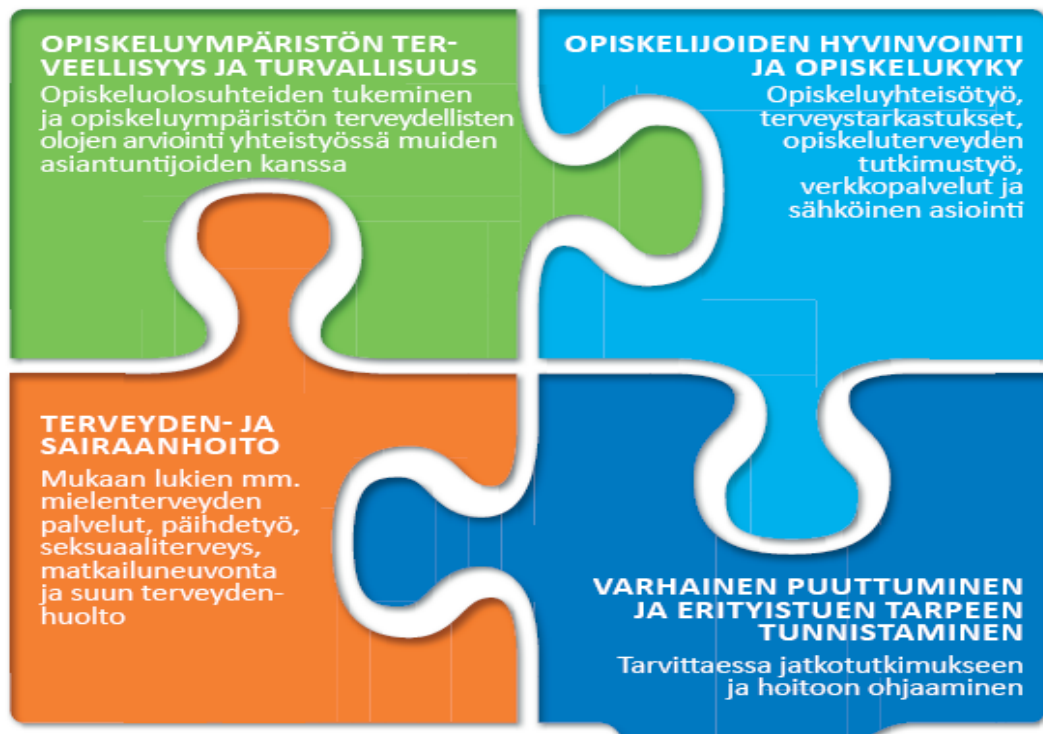 OPISKELUYMPÄRISTÖN TER-
VEELLISYYS JA TURVALLISUUS
Opiskeluolosuhteiden tukeminen
ja opiskeluympäristön terveydellisten
olojen arviointi yhteistyössä muiden
asiantuntijoiden kanssa
OPISKELIJOIDEN HYVINVOINTI
JA OPISKELUKYKY
Opiskeluyhteisötyö,
terveystarkastukset,
opiskeluterveyden
tutkimustyö,
verkkopalvelut ja
sähköinen asiointi
TERVEYDEN- JA
SAIRAANHOITO
Mukaan lukien mm.
mielenterveyden
palvelut, päihdetyö,
seksuaaliterveys,
matkailuneuvonta
ja suun terveyden-
huolto
VARHAINEN PUUTTUMINEN
JA ERITYISTUEN TARPEEN
TUNNISTAMINEN
Tarvittaessa jatkotutkimukseen
ja hoitoon ohjaaminen